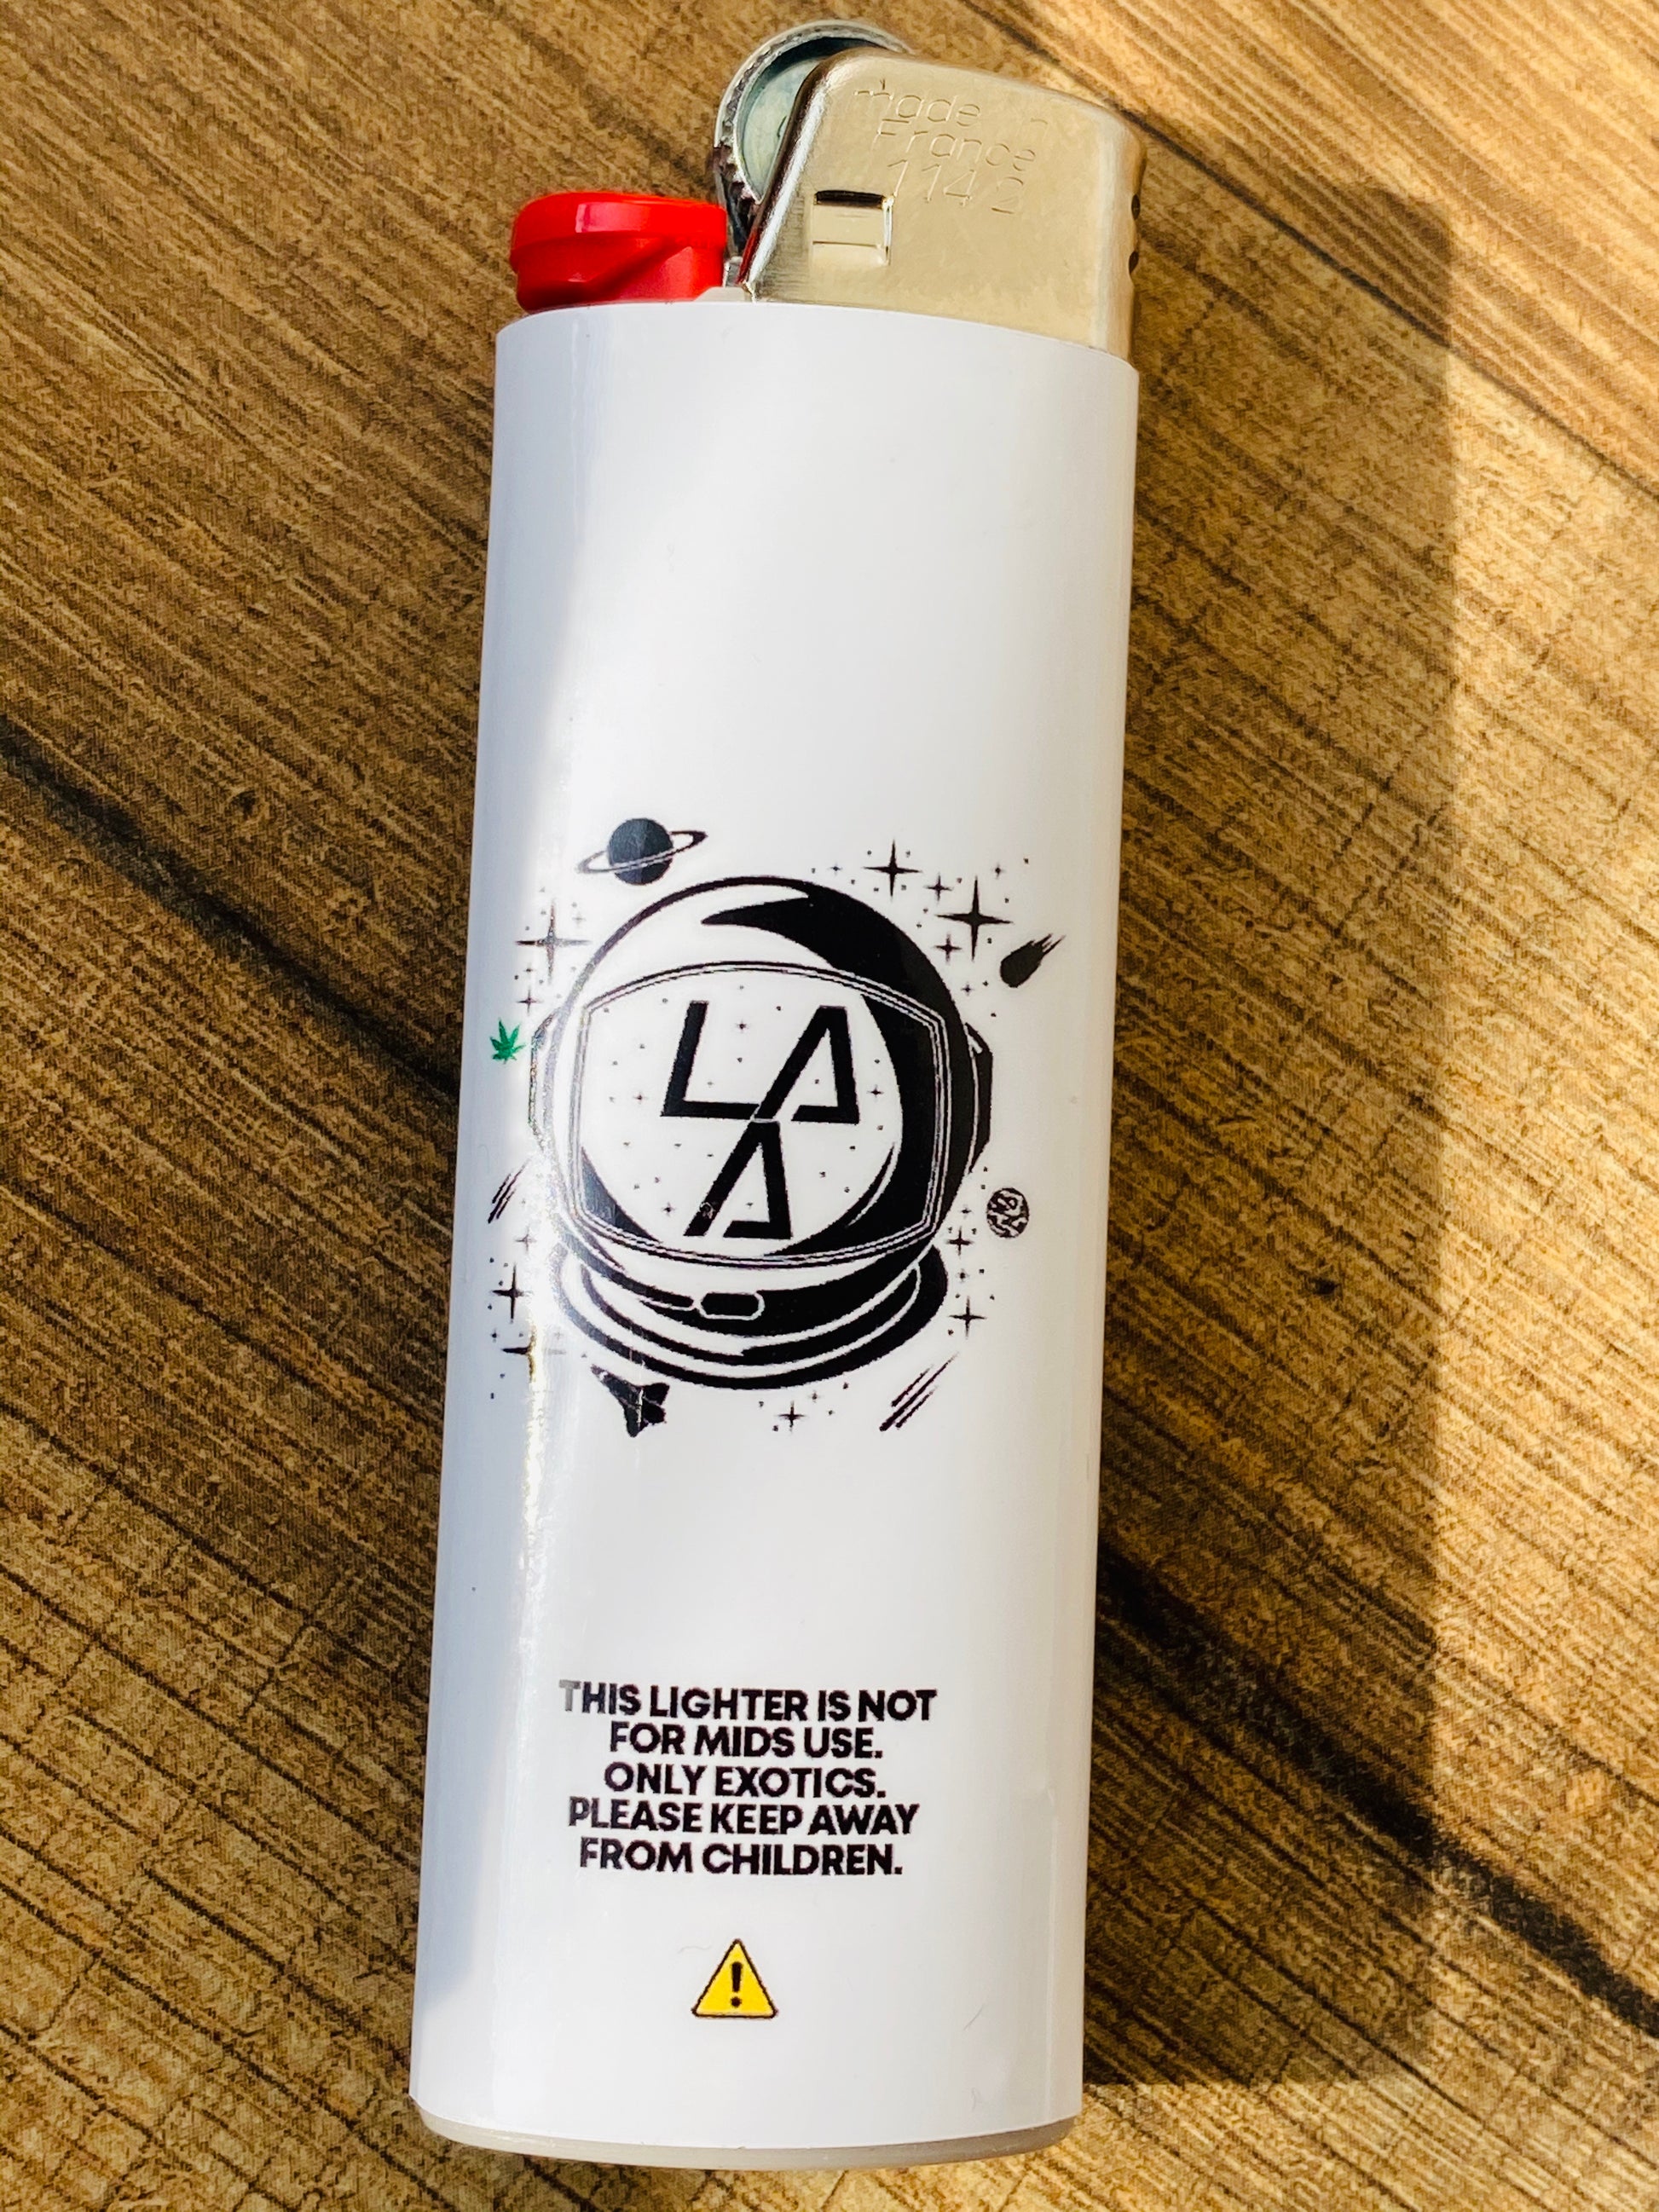 made in
France
1142
LA
A
THIS LIGHTER IS NOT
FOR MIDS USE.
ONLY EXOTICS.
PLEASE KEEP AWAY
FROM CHILDREN.